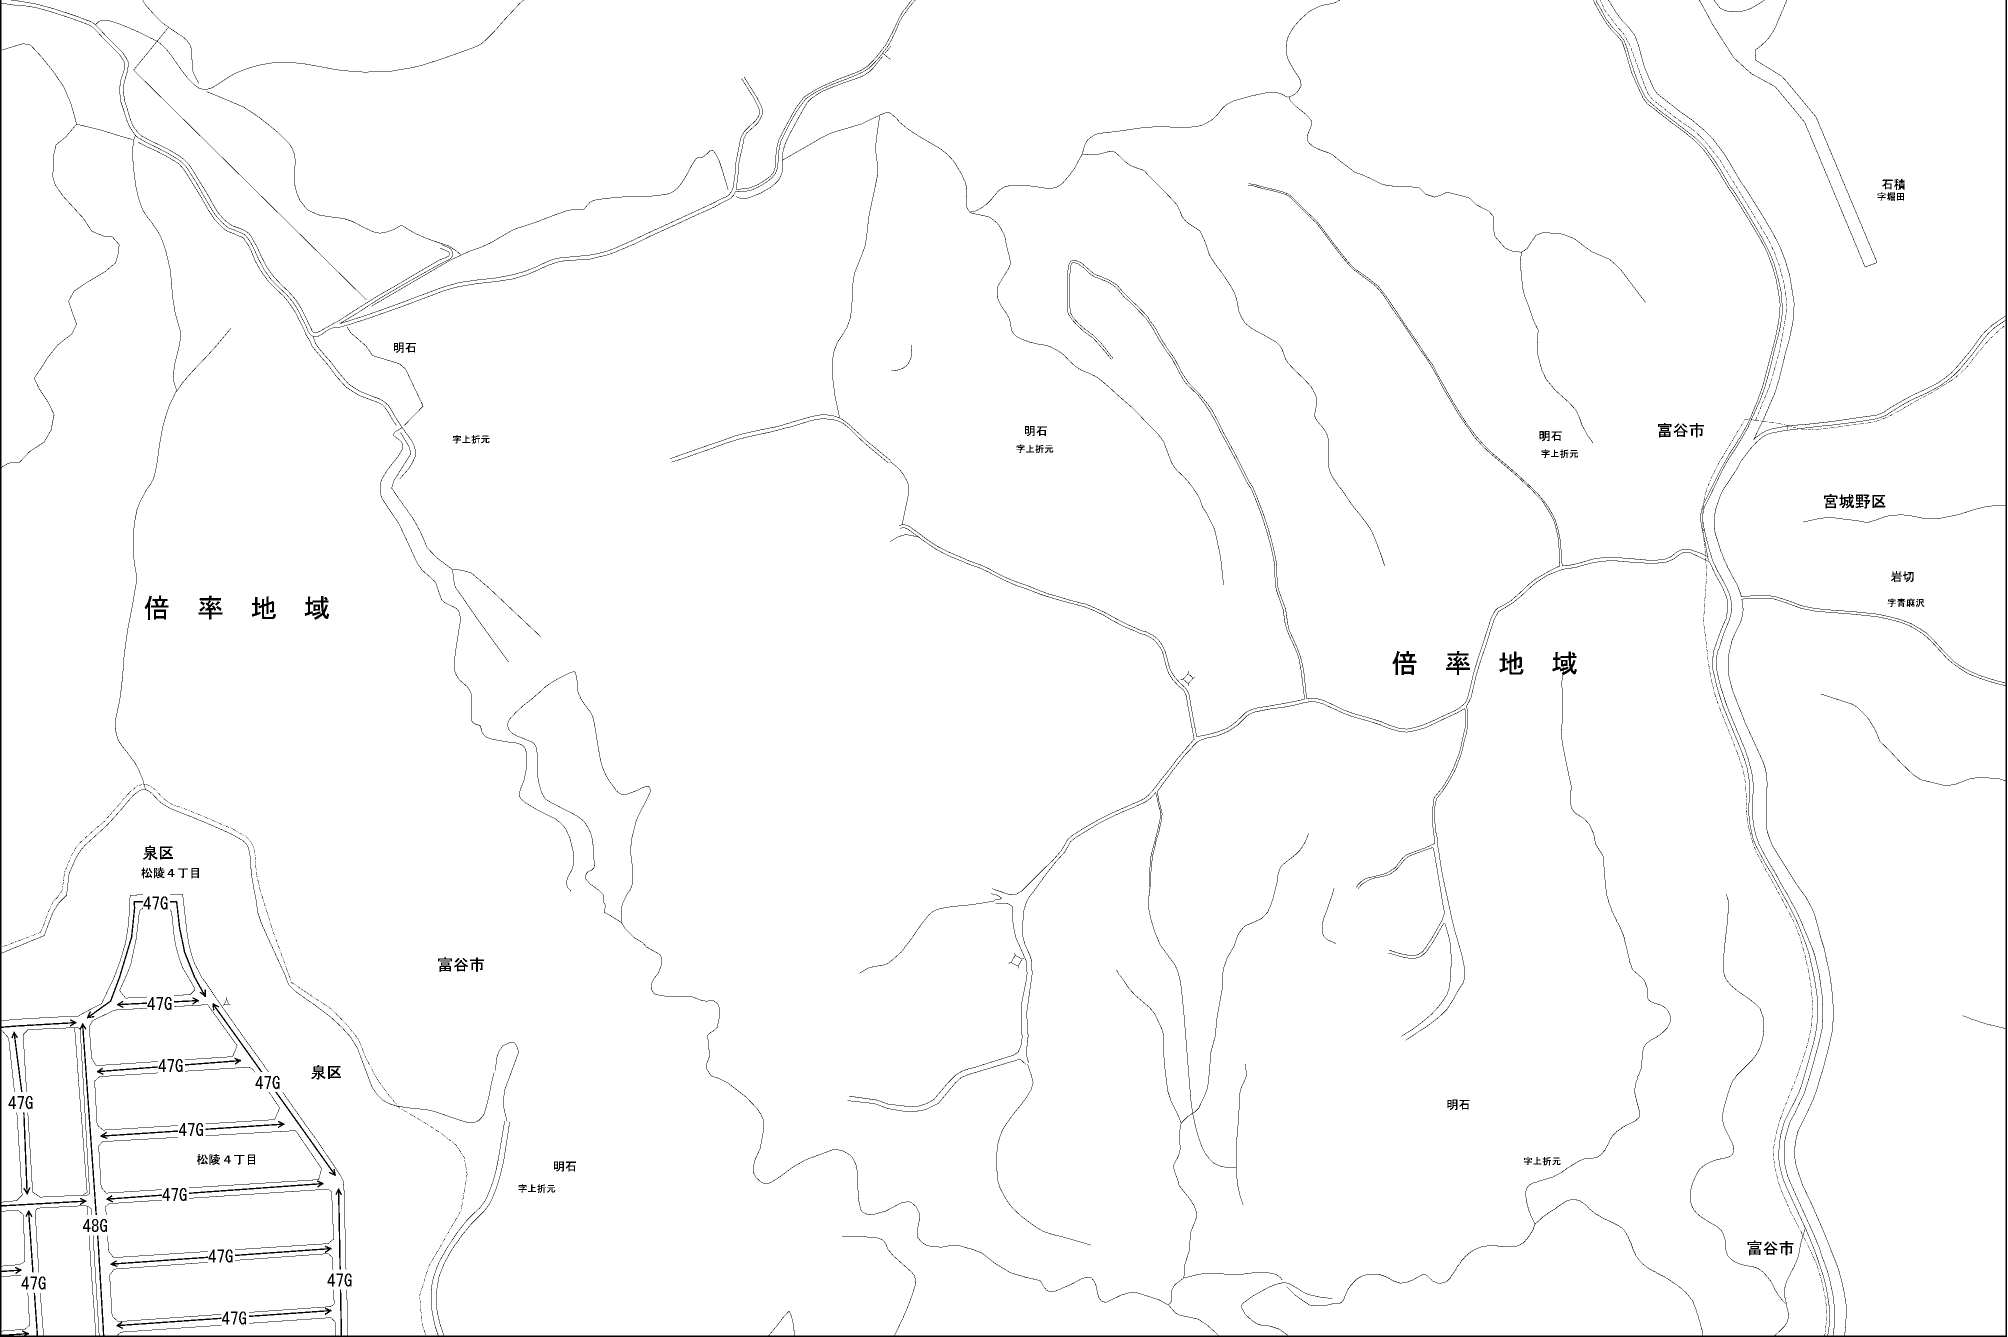 石積
字堀田
明石
字上折元
明石
字上折元
明石
字上折元
富谷市
宮城野区
岩切
字青麻沢
倍率地域
倍率地域
泉区
松陵4丁目
47G
富谷市
47G
47G
泉区
47G
47G
47G
明石
松陵4丁目
明石
字上折元
字上折元
47G
48G
富谷市
47G
47G
47G
47G